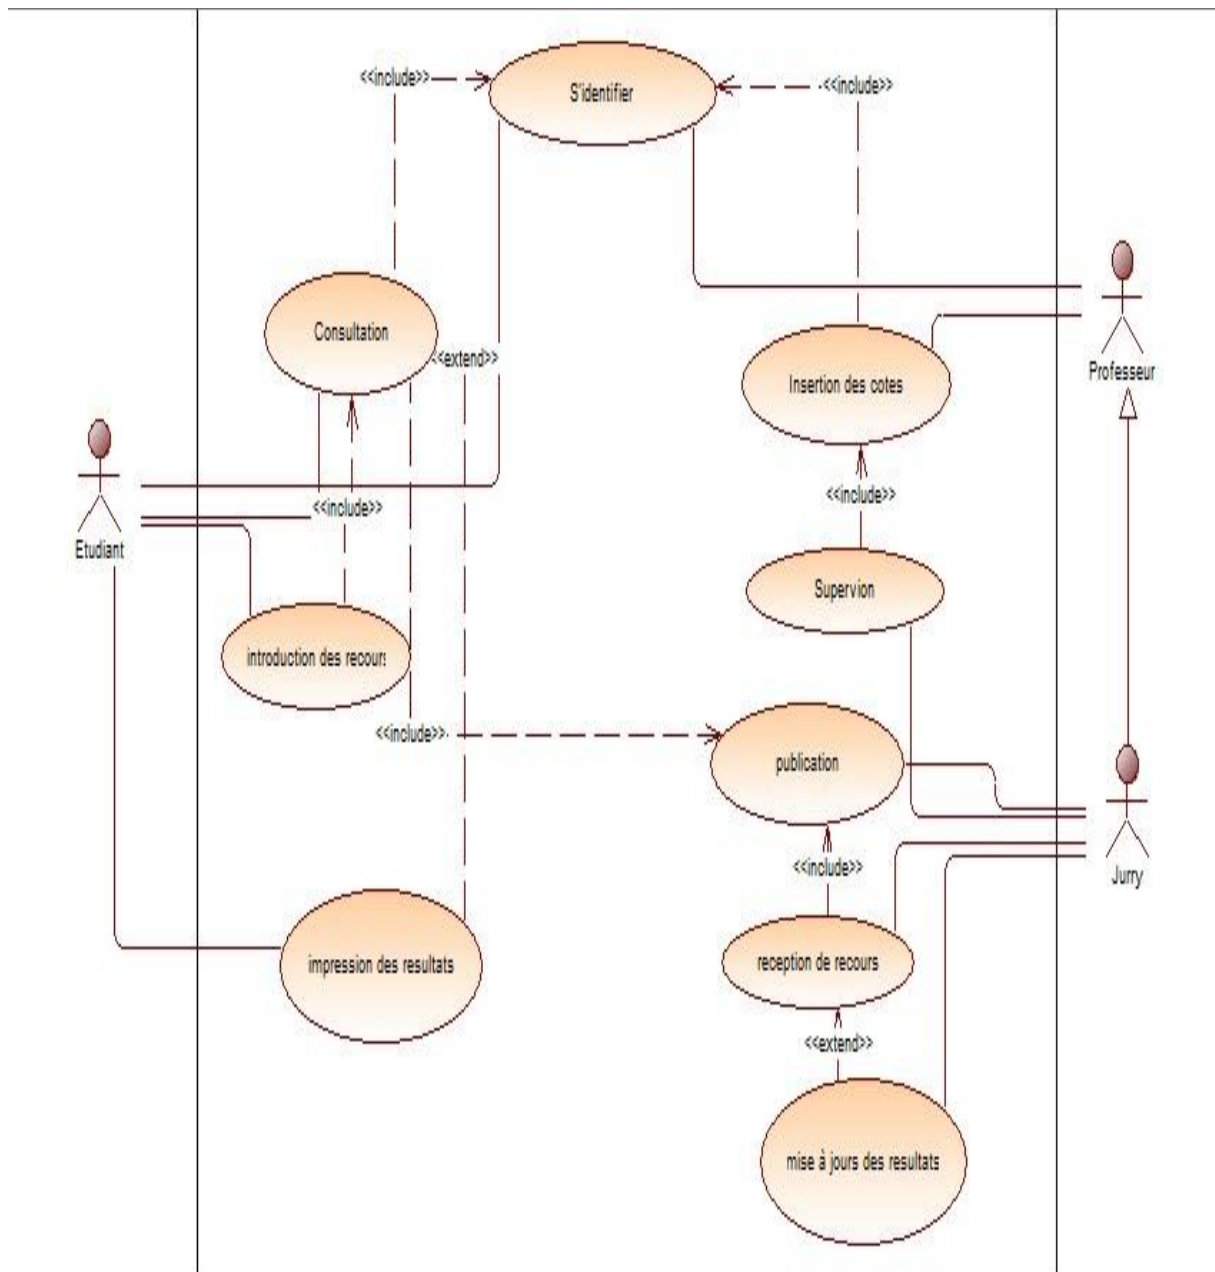 <<include>>
S'identifier
<<include>>
Consultation
<<extend>>
Professeur
Insertion des cotes
<<include>>
<<include>>
Etudiant
Supervion
introduction des recours
<<include>>
publication
<<include>>
Jurry
impression des resultats
reception de recours
<<extend>>
mise à jours des resultats